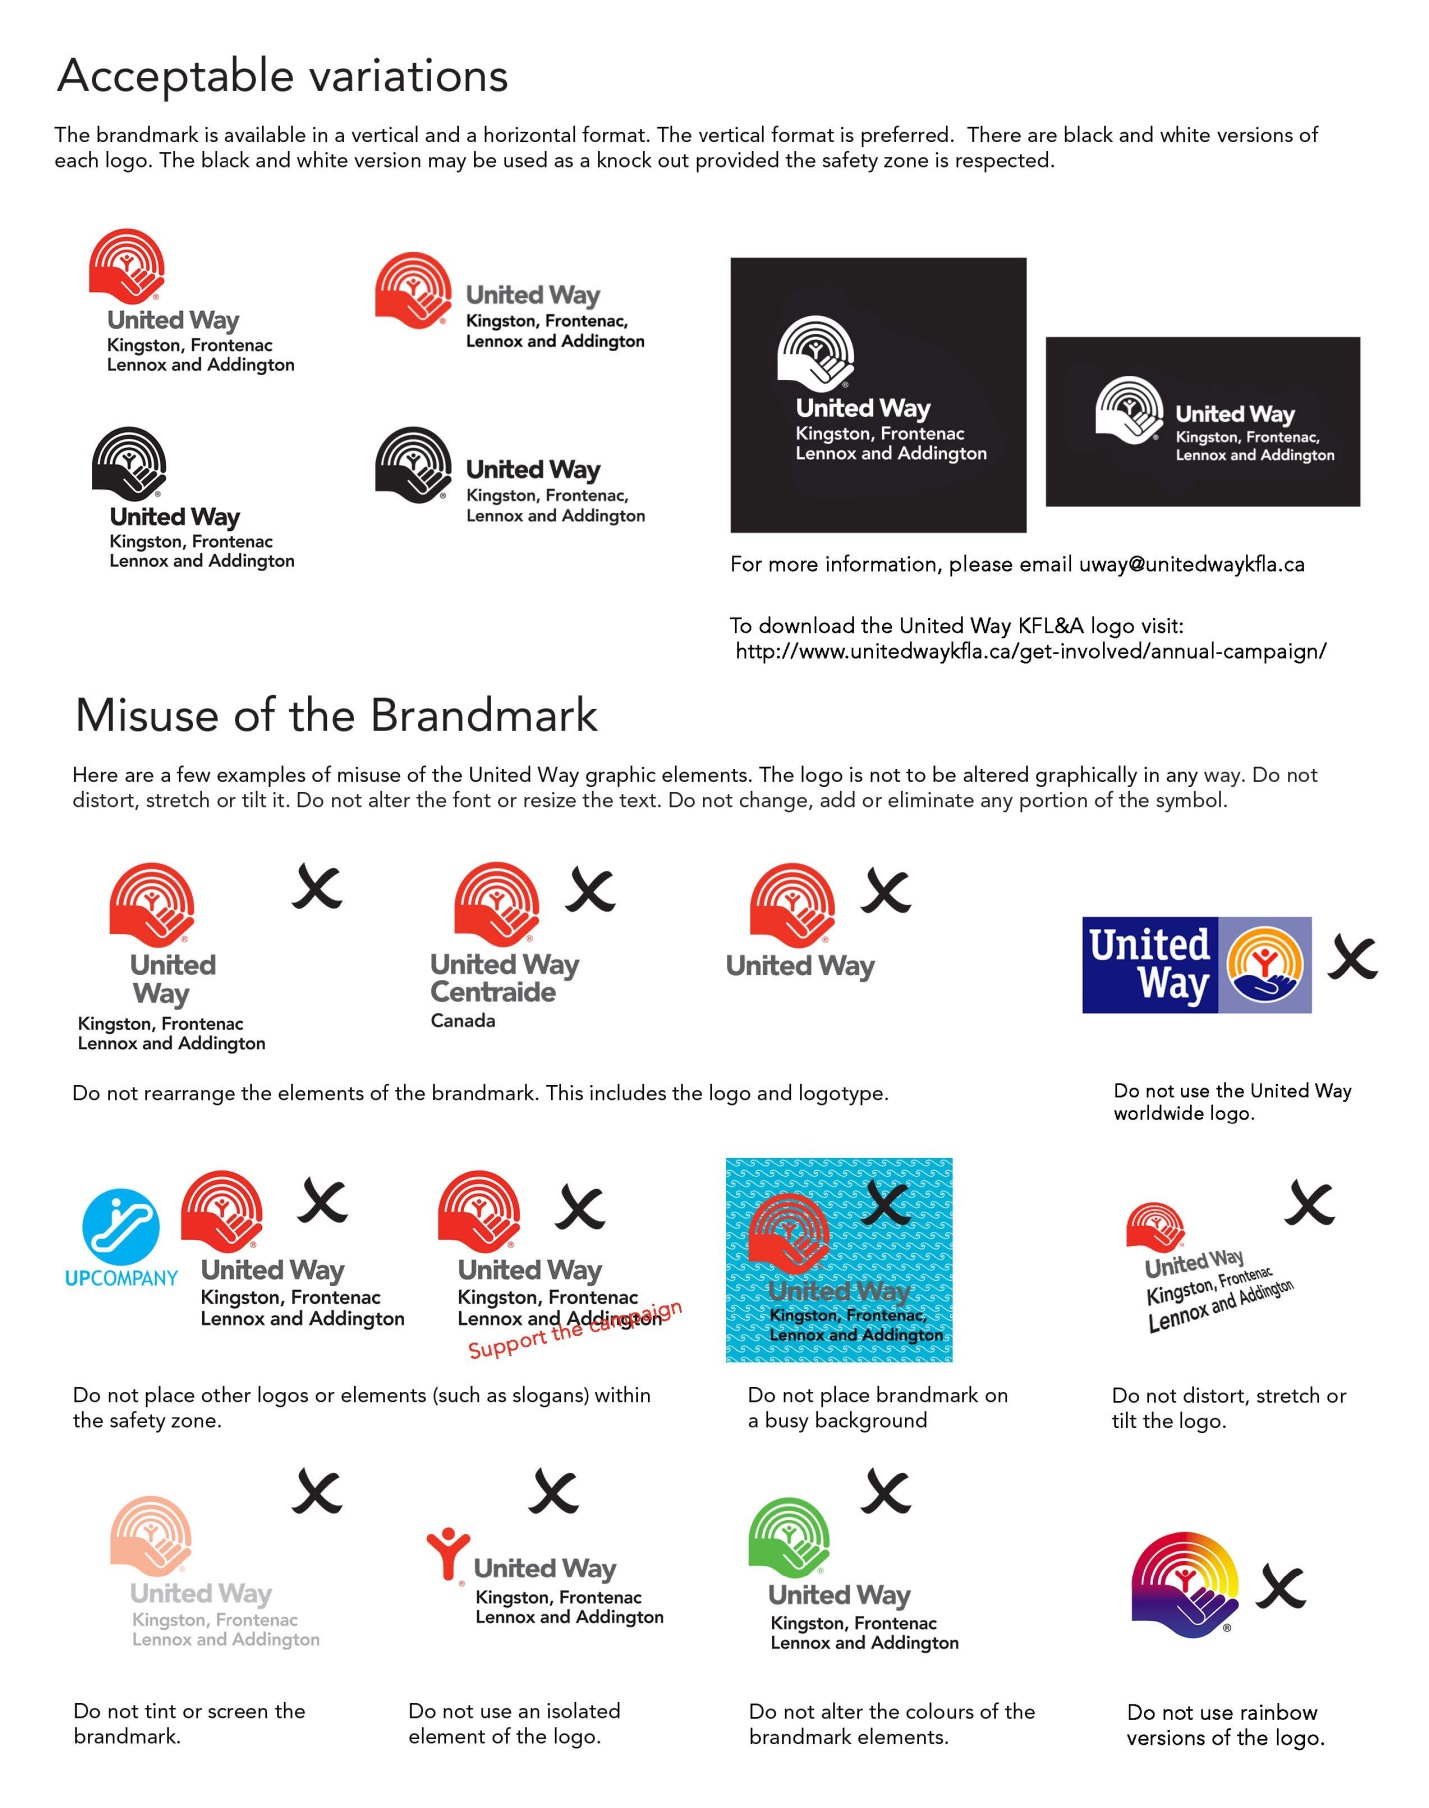 Acceptable variations
The brandmark is available in a vertical and a horizontal format. The vertical format is preferred.  There are black and white versions of
each logo. The black and white version may be used as a knock out provided the safety zone is respected.
®
United Way
Kingston, Frontenac
Lennox and Addington
®
United Way
Kingston, Frontenac,
Lennox and Addington
®
United Way
Kingston, Frontenac
Lennox and Addington
®
United Way
Kingston, Frontenac,
Lennox and Addington
®
United Way
Kingston, Frontenac
Lennox and Addington
®
United Way
Kingston, Frontenac,
Lennox and Addington
For more information, please email uway@unitedwaykfla.ca
To download the United Way KFL&A logo visit:
http://www.unitedwaykfla.ca/get-involved/annual-campaign/
Misuse of the Brandmark
Here are a few examples of misuse of the United Way graphic elements. The logo is not to be altered graphically in any way. Do not
distort, stretch or tilt it. Do not alter the font or resize the text. Do not change, add or eliminate any portion of the symbol.
®
United
Way
Kingston, Frontenac
Lennox and Addington
®
United Way
Centraide
Canada
®
United Way
United
Way
Do not rearrange the elements of the brandmark. This includes the logo and logotype.
Do not use the United Way
worldwide logo.
UPCOMPANY
®
United Way
Kingston, Frontenac
Lennox and Addington
®
United Way
Kingston, Frontenac
Lennox and Addington
Support the campaign
United Way
Kingston, Frontenac,
Lennox and Addington
United Way
Kingston, Frontenac
Lennox and Addington
Do not place other logos or elements (such as slogans) within
the safety zone.
Do not place brandmark on
a busy background
Do not distort, stretch or
tilt the logo.
®
United Way
Kingston, Frontenac
Lennox and Addington
®
United Way
Kingston, Frontenac
Lennox and Addington
®
United Way
Kingston, Frontenac
Lennox and Addington
®
Do not tint or screen the
brandmark.
Do not use an isolated
element of the logo.
Do not alter the colours of the
brandmark elements.
Do not use rainbow
versions of the logo.